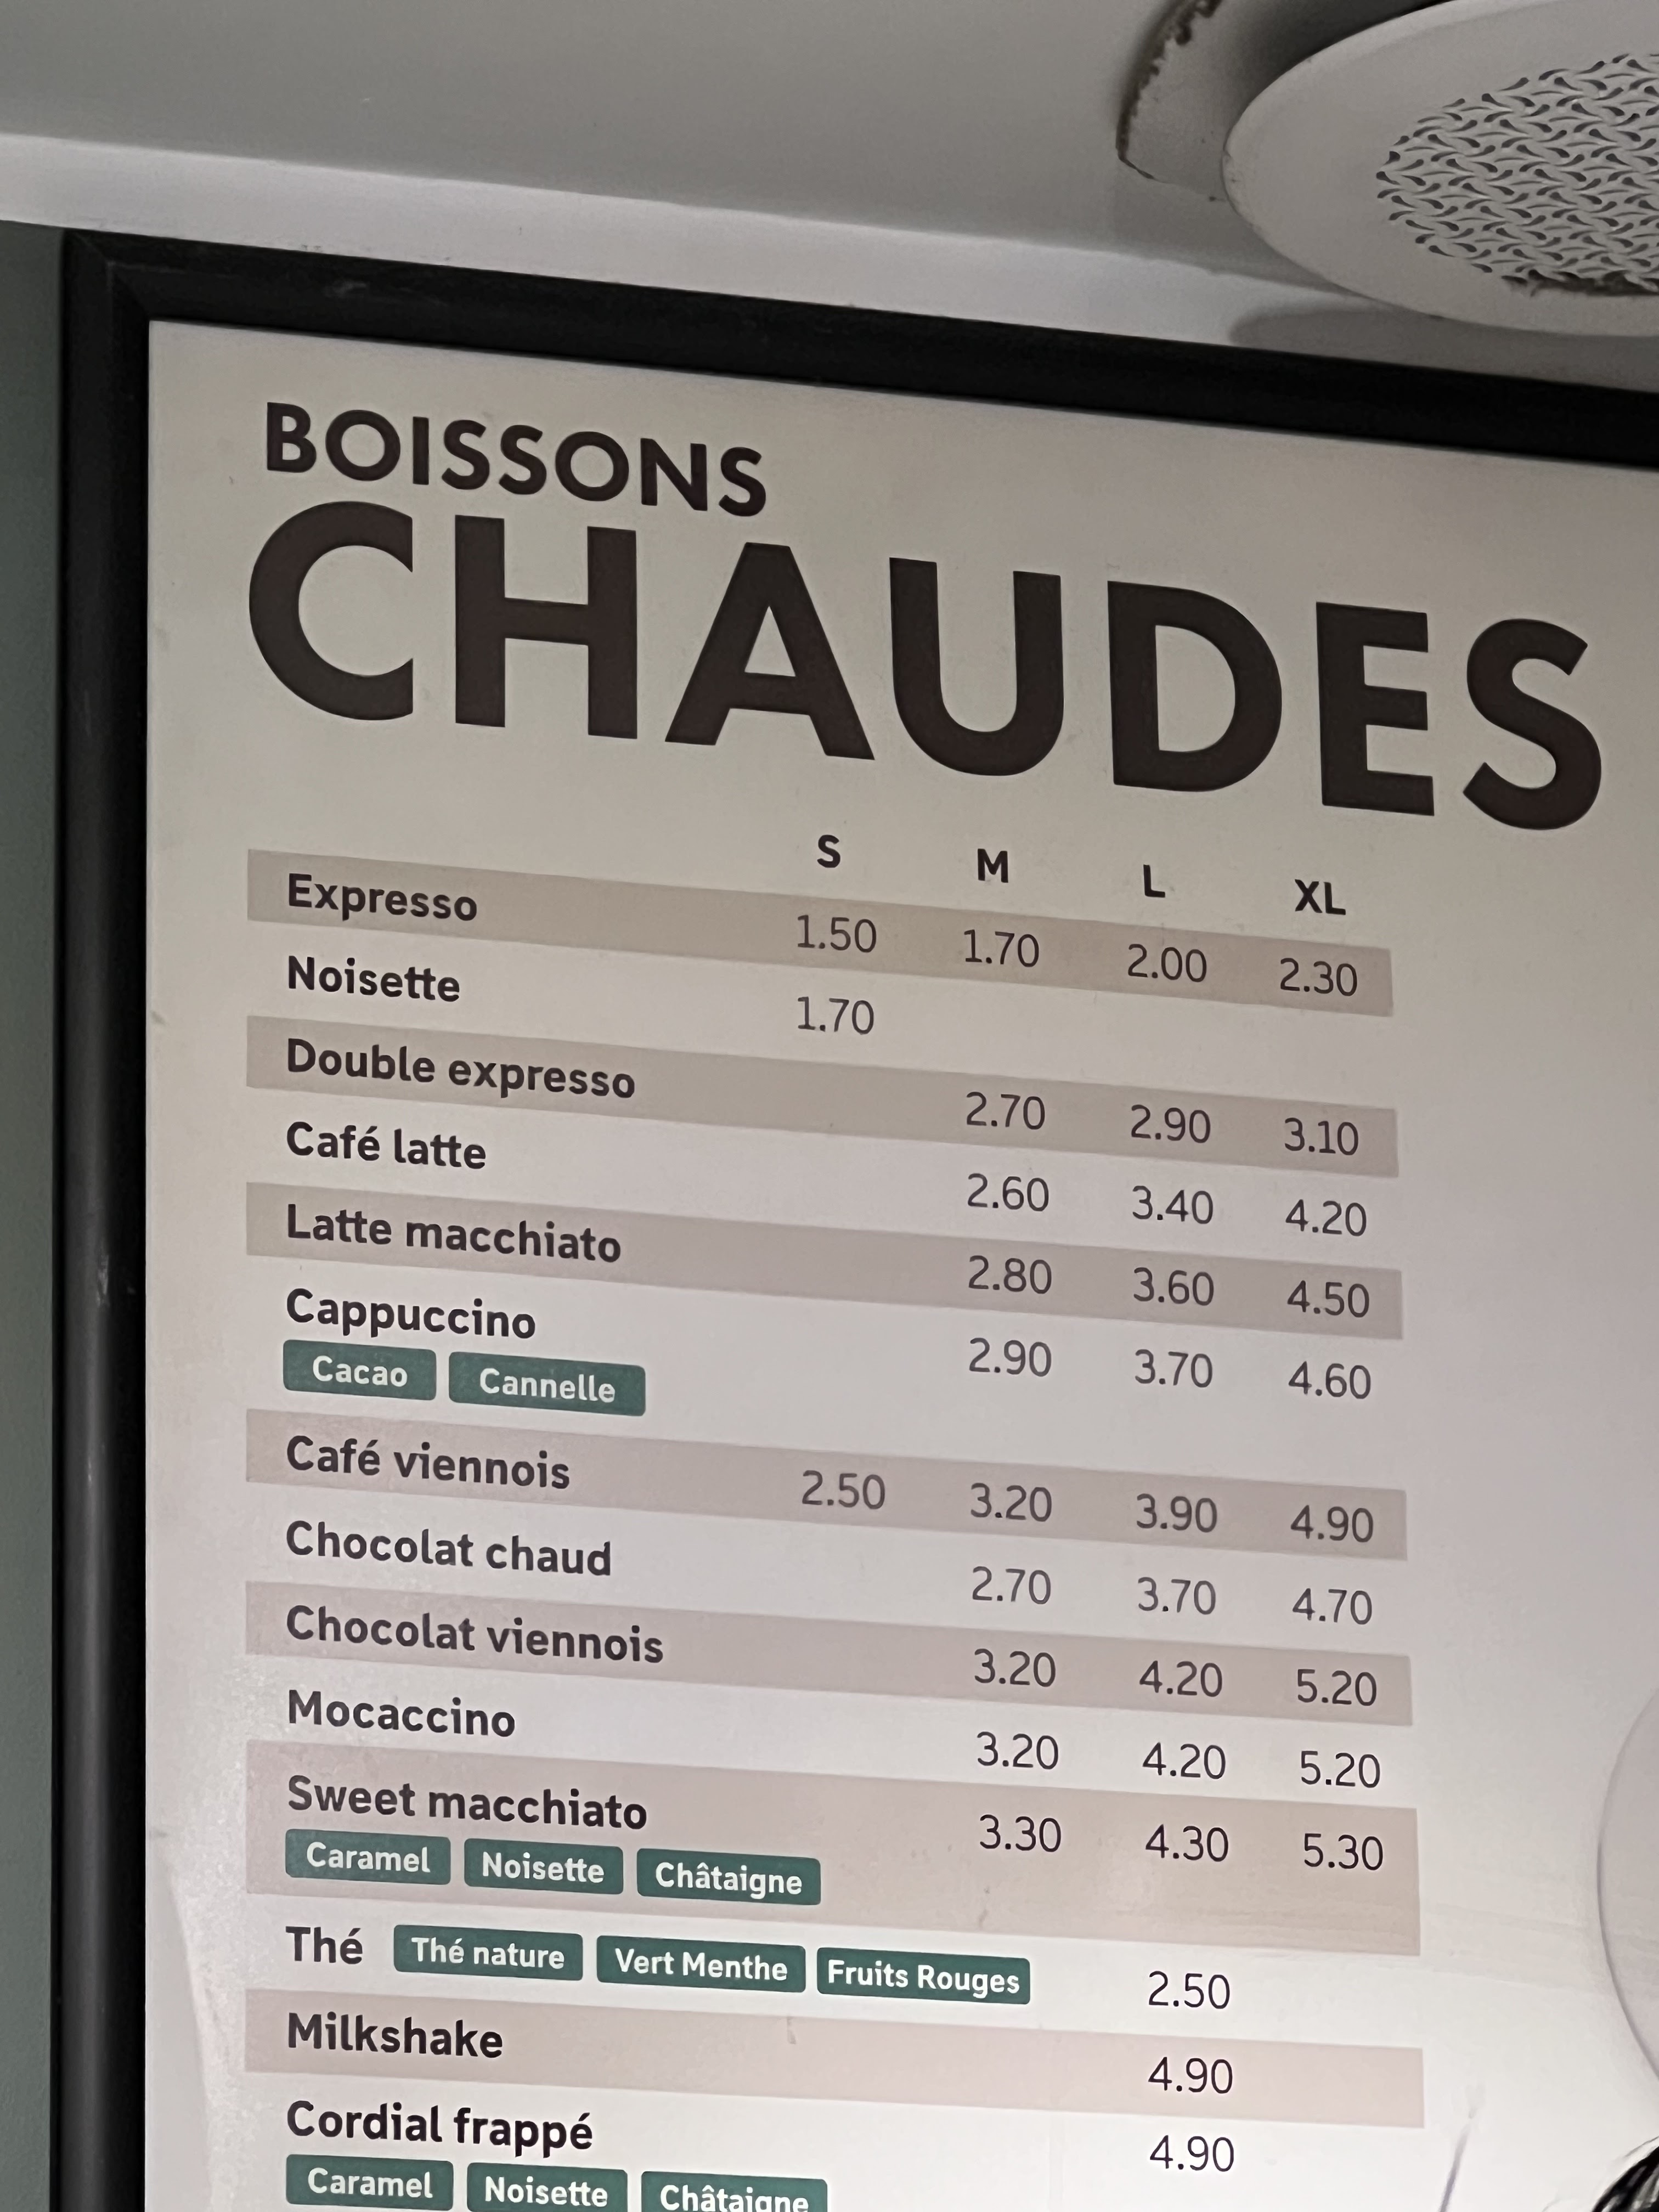 BOISSONS
CHAUDES
S M L XL
Expresso 1.50 1.70 2.00 2.30
Noisette 1.70
Double expresso 2.70 2.90 3.10
Café latte 2.60 3.40 4.20
Latte macchiato 2.80 3.60 4.50
Cappuccino 2.90 3.70 4.60
Cacao Cannelle
Café viennois 2.50 3.20 3.90 4.90
Chocolat chaud 2.70 3.70 4.70
Chocolat viennois 3.20 4.20 5.20
Mocaccino 3.20 4.20 5.20
Sweet macchiato 3.30 4.30 5.30
Caramel Noisette Châtaigne
Thé Thé nature Vert Menthe Fruits Rouges 2.50
Milkshake 4.90
Cordial frappé 4.90
Caramel Noisette Châtaigne